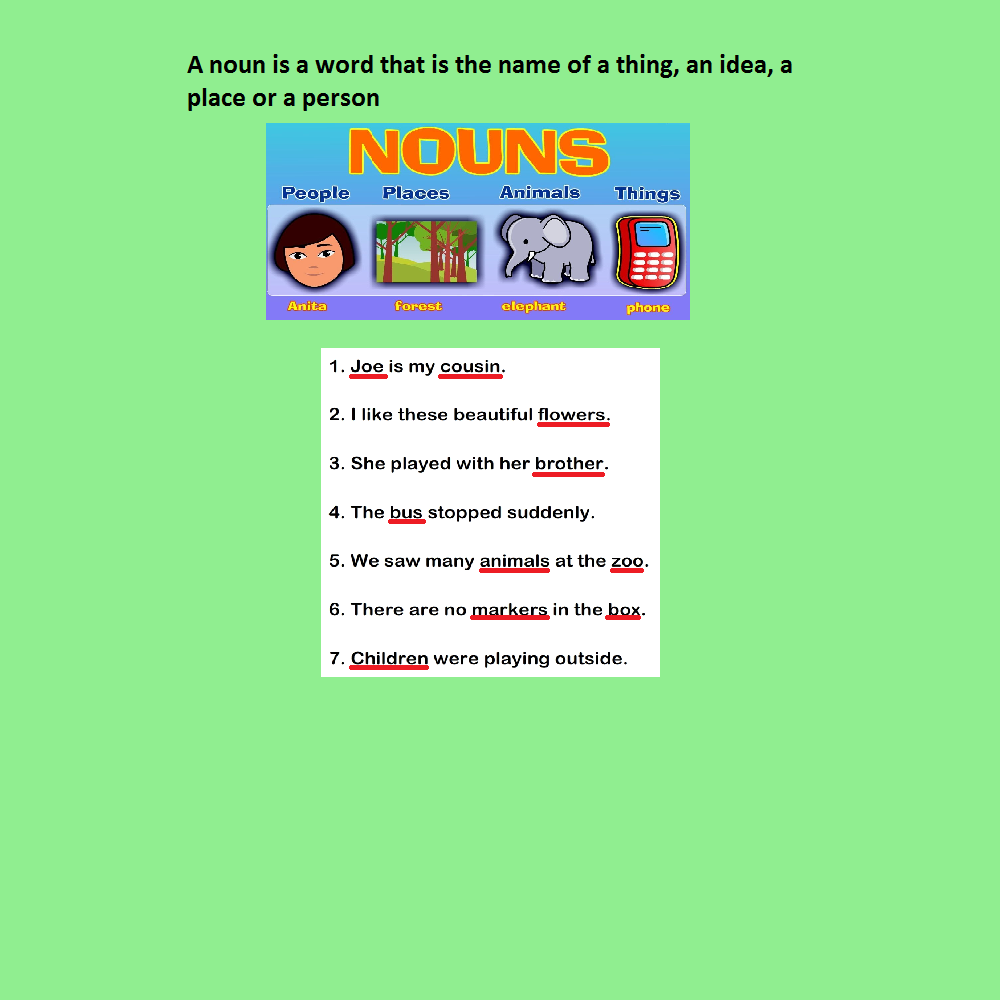 A noun is a word that is the name of a thing, an idea, a
place or a person
NOUNS
People Places Animals Things
Anita forest elephant phone
1. Joe is my cousin.
2. I like these beautiful flowers.
3. She played with her brother.
4. The bus stopped suddenly.
5. We saw many animals at the zoo.
6. There are no markers in the box.
7. Children were playing outside.